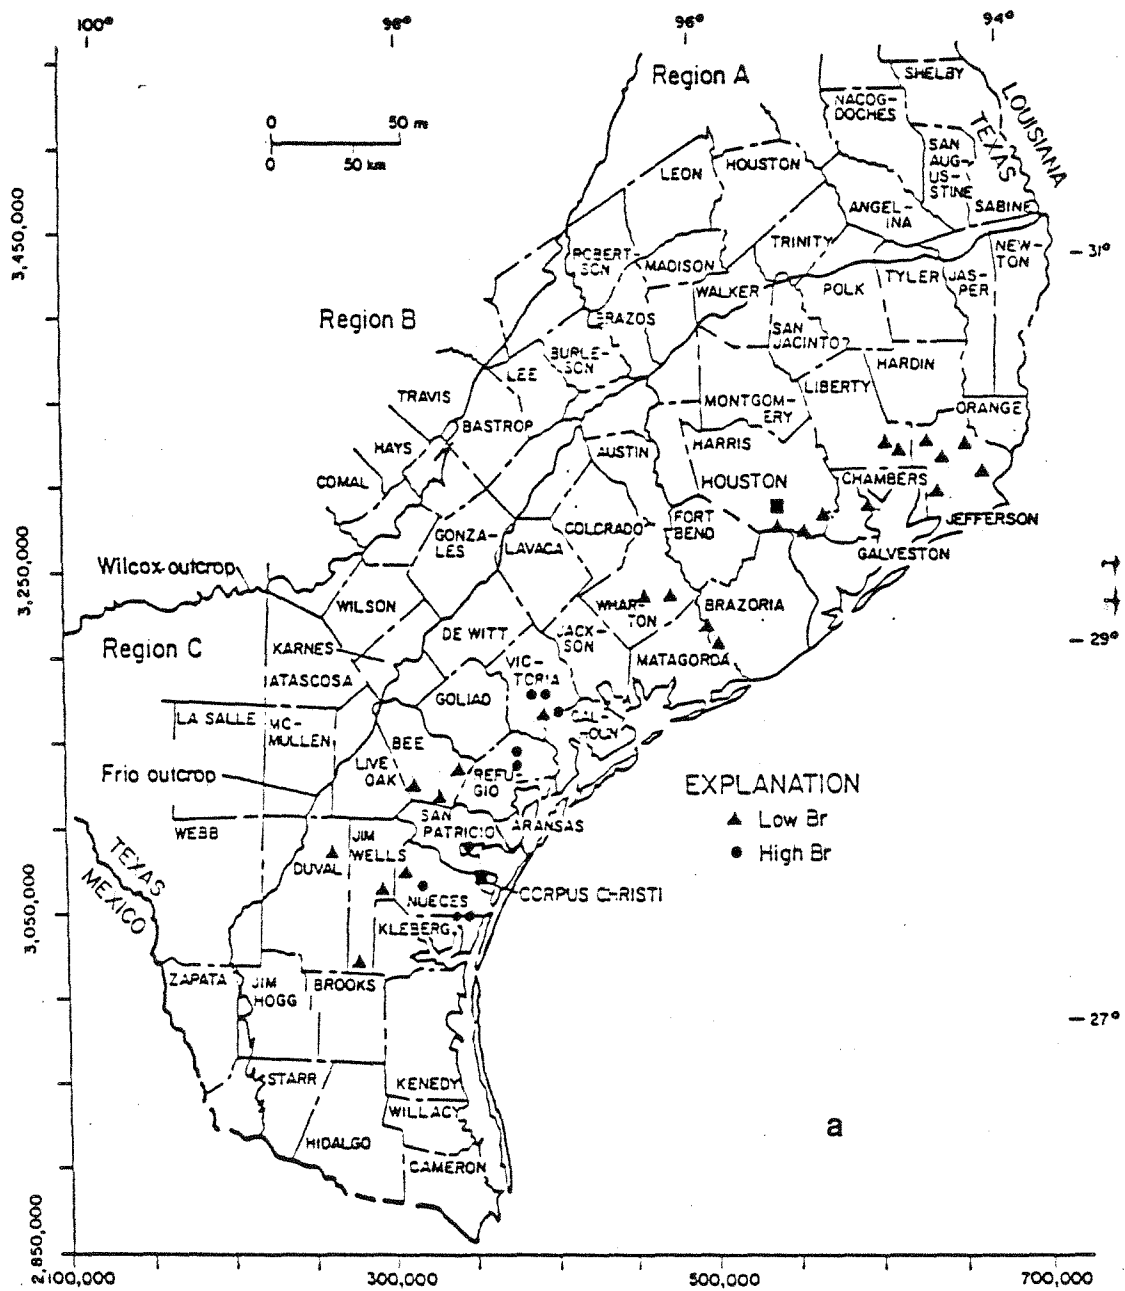 100°
98°
96°
94°
Region A
SHELBY
LOUISIANA
TEXAS
NACOG-
DOCHES
0 50 mi
0 50 km
SAN
AUG-
US-
STINE
HOUSTON
LEON
ANGEL-
INA
SABINE
3,450,000
31°
TRINITY
NEW-
TON
ROBERT-
SON
MADISON
TYLER
JAS-
PER
WALKER
POLK
Region B
BRAZOS
SAN
JACINTO
BURLE-
SON
HARDIN
LEE
LIBERTY
TRAVIS
MONTGOM-
ERY
ORANGE
BASTROP
HAYS
AUSTIN
HARRIS
COMAL
HOUSTON
CHAMBERS
FORT
BEND
JEFFERSON
COLORADO
GONZA-
LES
LAVACA
GALVESTON
3,250,000
Wilcox outcrop
WILSON
WHAR-
TON
BRAZORIA
DE WITT
JACK-
SON
29°
Region C
KARNES
MATAGORDA
VIC-
TORIA
ATASCOSA
GOLIAD
LA SALLE
MC-
MULLEN
CAL-
HOUN
BEE
LIVE
OAK
Frio outcrop
REFU-
GIO
EXPLANATION
Low Br
High Br
SAN
PATRICIO
ARANSAS
WEBB
JIM
WELLS
TEXAS
MEXICO
DUVAL
CORPUS CHRISTI
NUECES
3,050,000
KLEBERG
ZAPATA
JIM
HOGG
BROOKS
27°
STARR
KENEDY
WILLACY
a
HIDALGO
CAMERON
2,850,000
100,000
300,000
500,000
700,000